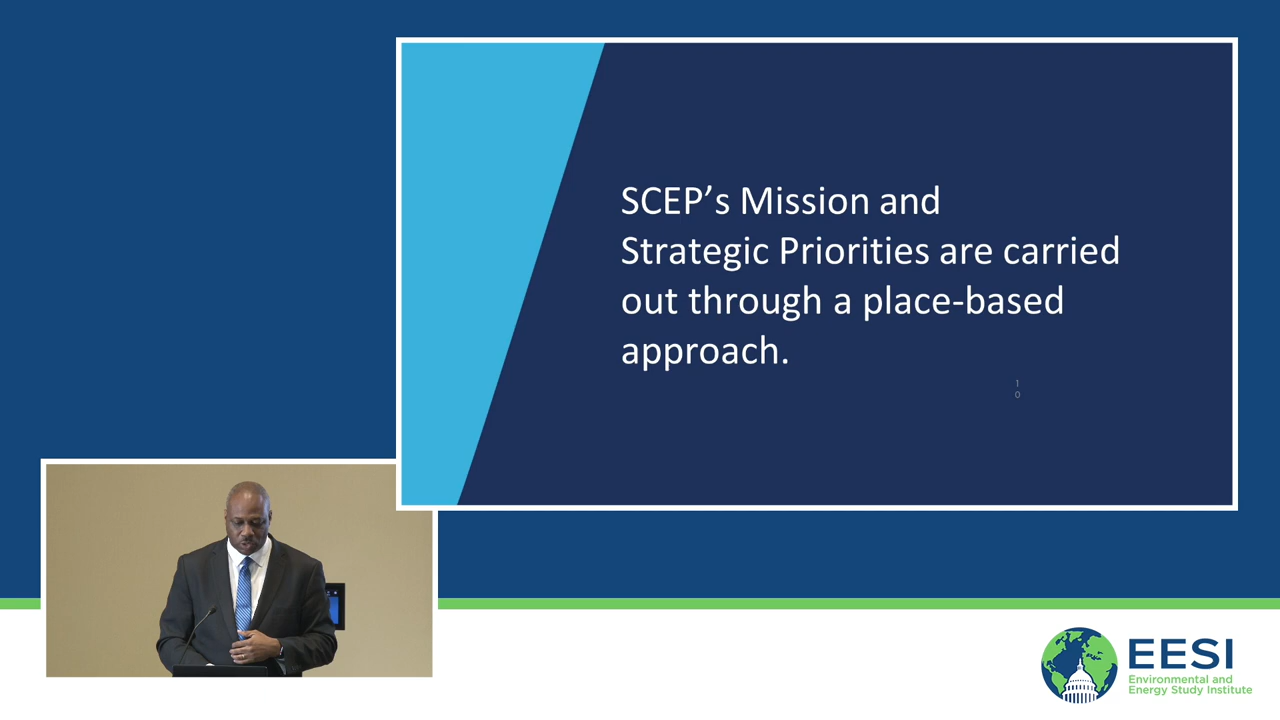 SCEP’s Mission and
Strategic Priorities are carried
out through a place-based
approach.
1
0
EESI
Environmental and
Energy Study Institute